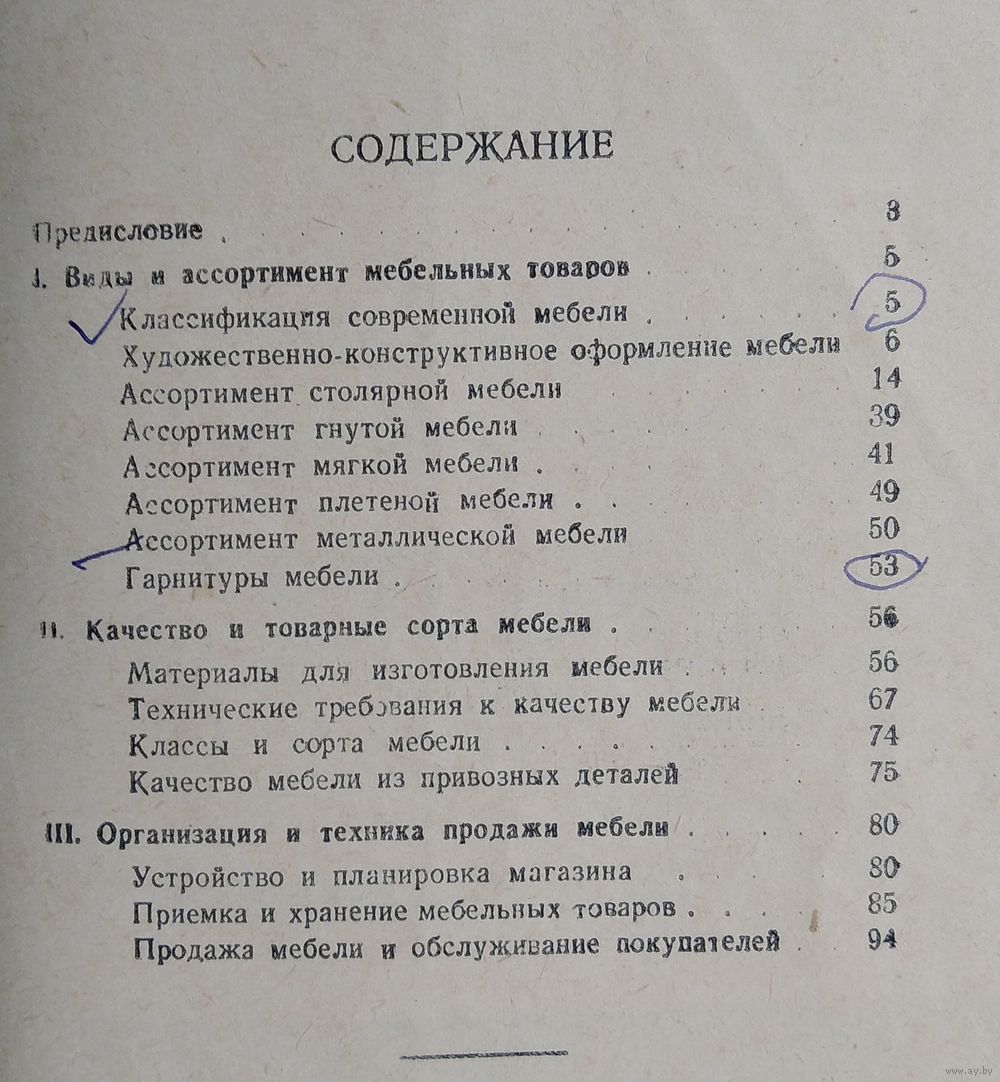 СОДЕРЖАНИЕ
Предисловие . . . . . . . . . . . . . . 3
I. Виды и ассортимент мебельных товаров . . . . . 5
Классификация современной мебели . . . . . . 5
Художественно-конструктивное оформление мебели 6
Ассортимент столярной мебели 14
Ассортимент гнутой мебели . . . . . . 39
Ассортимент мягкой мебели . . . . 41
Ассортимент плетеной мебели . . . 49
Ассортимент металлической мебели 50
Гарнитуры мебели . . . . . . . 53
II. Качество и товарные сорта мебели . . . . 56
Материалы для изготовления мебели . . . . 56
Технические требования к качеству мебели . 67
Классы и сорта мебели . . . . . . . . 74
Качество мебели из привозных деталей . 75
III. Организация и техника продажи мебели . . . . . 80
Устройство и планировка магазина . . . . 80
Приемка и хранение мебельных товаров . . . . 85
Продажа мебели и обслуживание покупателей . . 94
www.ay.by